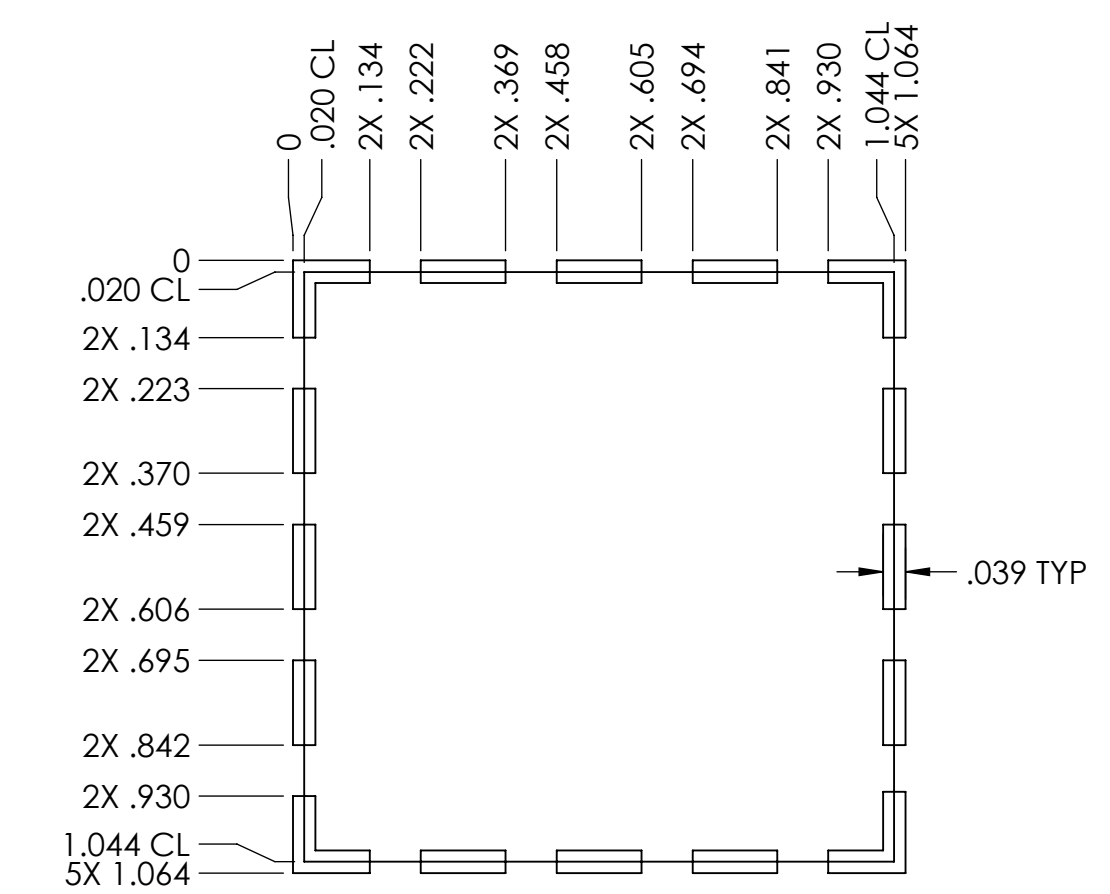 0
.020 CL
2X .134
2X .222
2X .369
2X .458
2X .605
2X .694
2X .841
2X .930
1.044 CL
5X 1.064
0
.020 CL
2X .134
2X .223
2X .370
2X .459
2X .606
2X .695
2X .842
2X .930
1.044 CL
5X 1.064
.039 TYP